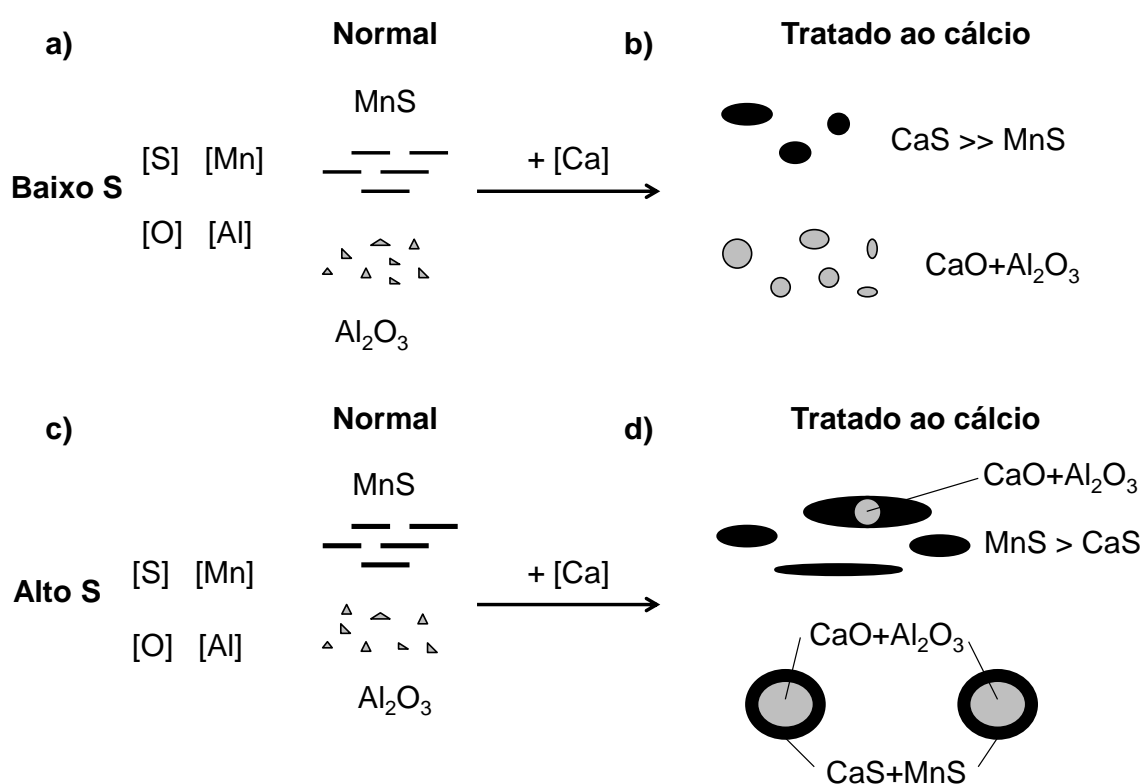 a)
Normal
b)
Tratado ao cálcio
MnS
Baixo S
[S] [Mn]
[O] [Al]
+ [Ca]
CaS >> MnS
CaO+Al₂O₃
Al₂O₃
c)
Normal
d)
Tratado ao cálcio
MnS
Alto S
[S] [Mn]
[O] [Al]
+ [Ca]
CaO+Al₂O₃
MnS > CaS
CaO+Al₂O₃
Al₂O₃
CaS+MnS